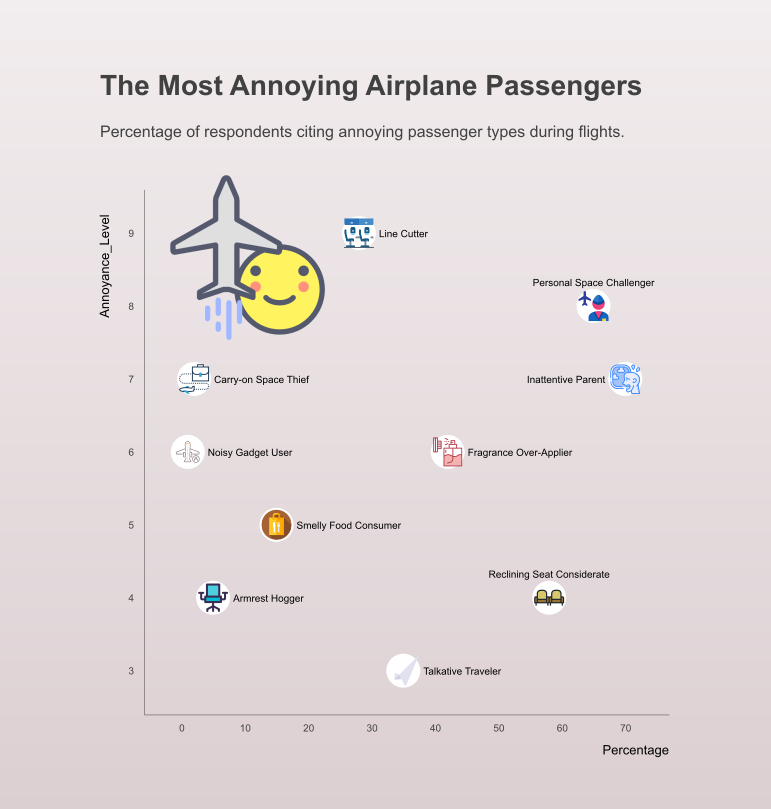 The Most Annoying Airplane Passengers
Percentage of respondents citing annoying passenger types during flights.
Annoyance_Level
9
Line Cutter
Personal Space Challenger
8
7
Carry-on Space Thief
Inattentive Parent
6
Noisy Gadget User
Fragrance Over-Applier
5
Smelly Food Consumer
Reclining Seat Considerate
4
Armrest Hogger
3
Talkative Traveler
0 10 20 30 40 50 60 70
Percentage